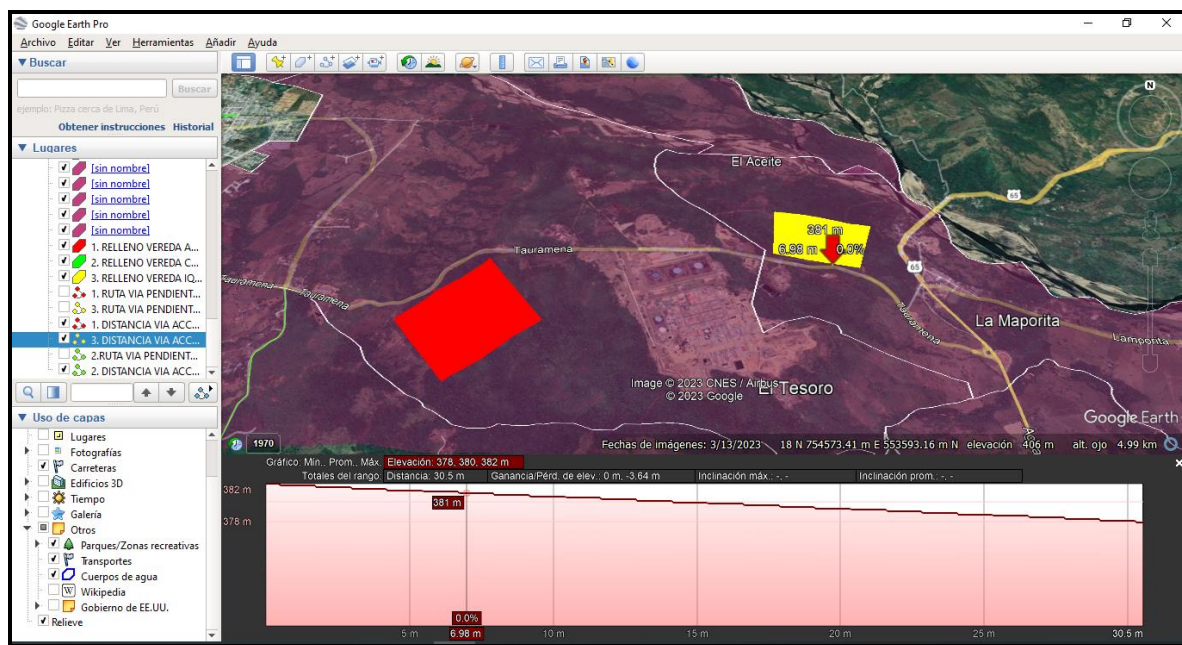 Google Earth Pro
Archivo Editar Ver Herramientas Añadir Ayuda
Buscar
Buscar
ejemplo: Pizza cerca de Lima, Perú
Obtener instrucciones Historial
Lugares
[sin nombre]
[sin nombre]
[sin nombre]
[sin nombre]
[sin nombre]
1. RELLENO VEREDA A...
2. RELLENO VEREDA C...
3. RELLENO VEREDA IQ...
1. RUTA VIA PENDIENT...
3. RUTA VIA PENDIENT...
1. DISTANCIA VIA ACC...
3. DISTANCIA VIA ACC...
2.RUTA VIA PENDIENT...
2. DISTANCIA VIA ACC...
Uso de capas
Lugares
Fotografías
Carreteras
Edificios 3D
Tiempo
Galería
Otros
Parques/Zonas recreativas
Transportes
Cuerpos de agua
Wikipedia
Gobierno de EE.UU.
Relieve
N
El Aceite
65
381 m
6.98 m 0.0%
Tauramena
65
Tauramena
Tauramena
Tauramena
La Maporita
Lamporita
Image © 2023 CNES / Airbus
© 2023 Google
El Tesoro
Google Earth
1970
Fechas de imágenes: 3/13/2023 18 N 754573.41 m E 553593.16 m N elevación 406 m alt. ojo 4.99 km
Gráfico: Mín., Prom., Máx. Elevación: 378, 380, 382 m
Totales del rango: Distancia: 30.5 m Ganancia/Pérd. de elev.: 0 m, -3.64 m Inclinación máx.: -, - Inclinación prom.: -, -
382 m
381 m
378 m
0.0%
5 m 6.98 m 10 m 15 m 20 m 25 m 30.5 m